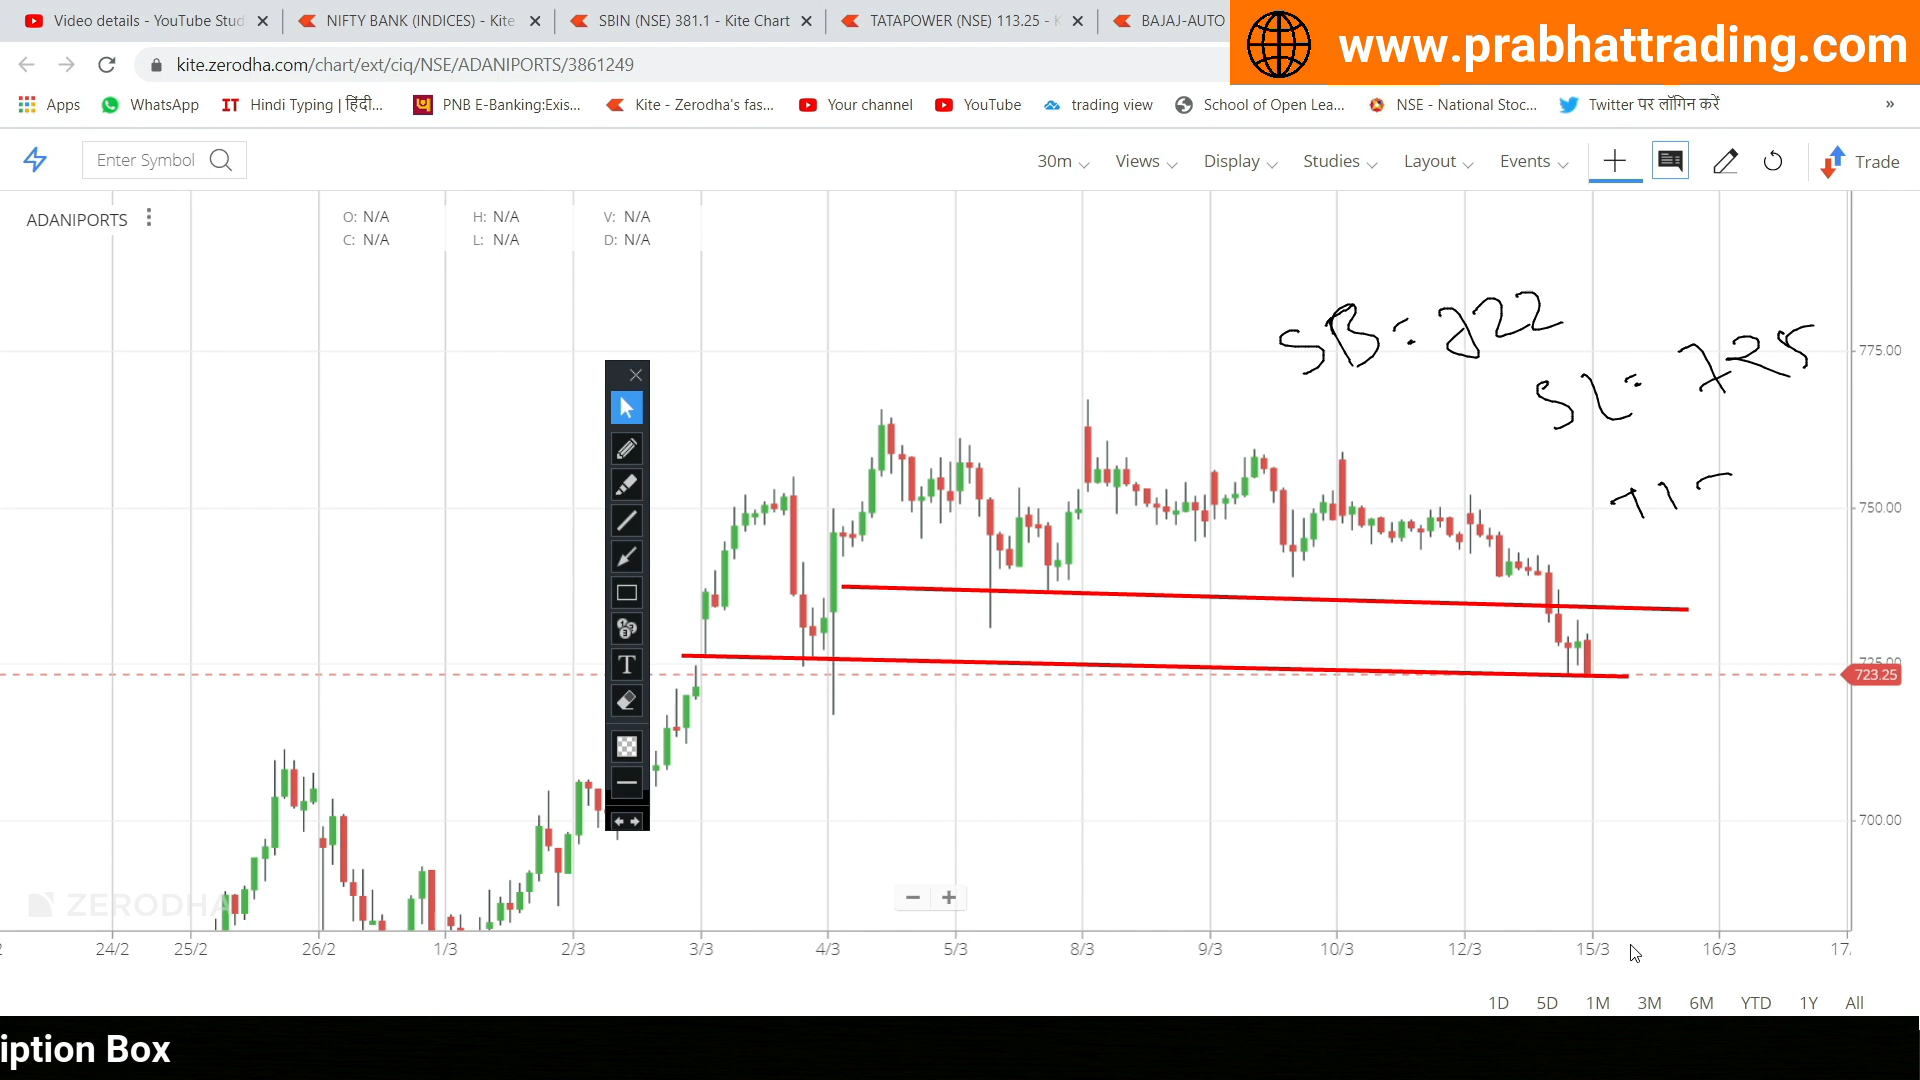 Video details - YouTube Stud
NIFTY BANK (INDICES) - Kite
SBIN (NSE) 381.1 - Kite Chart
TATAPOWER (NSE) 113.25 - K
BAJAJ-AUTO
www.prabhattrading.com
kite.zerodha.com/chart/ext/ciq/NSE/ADANIPORTS/3861249
Apps WhatsApp IT Hindi Typing | हिंदी... PNB E-Banking:Exis... Kite - Zerodha's fas... Your channel YouTube trading view School of Open Lea... NSE - National Stoc... Twitter पर लॉगिन करें »
Enter Symbol 30m Views Display Studies Layout Events Trade
ADANIPORTS
O: N/A H: N/A V: N/A
C: N/A L: N/A D: N/A
SB: 722
SL= 725
775.00
750.00
725.00
723.25
700.00
T
ZERODHA
24/2 25/2 26/2 1/3 2/3 3/3 4/3 5/3 8/3 9/3 10/3 12/3 15/3 16/3
1D 5D 1M 3M 6M YTD 1Y All
iption Box